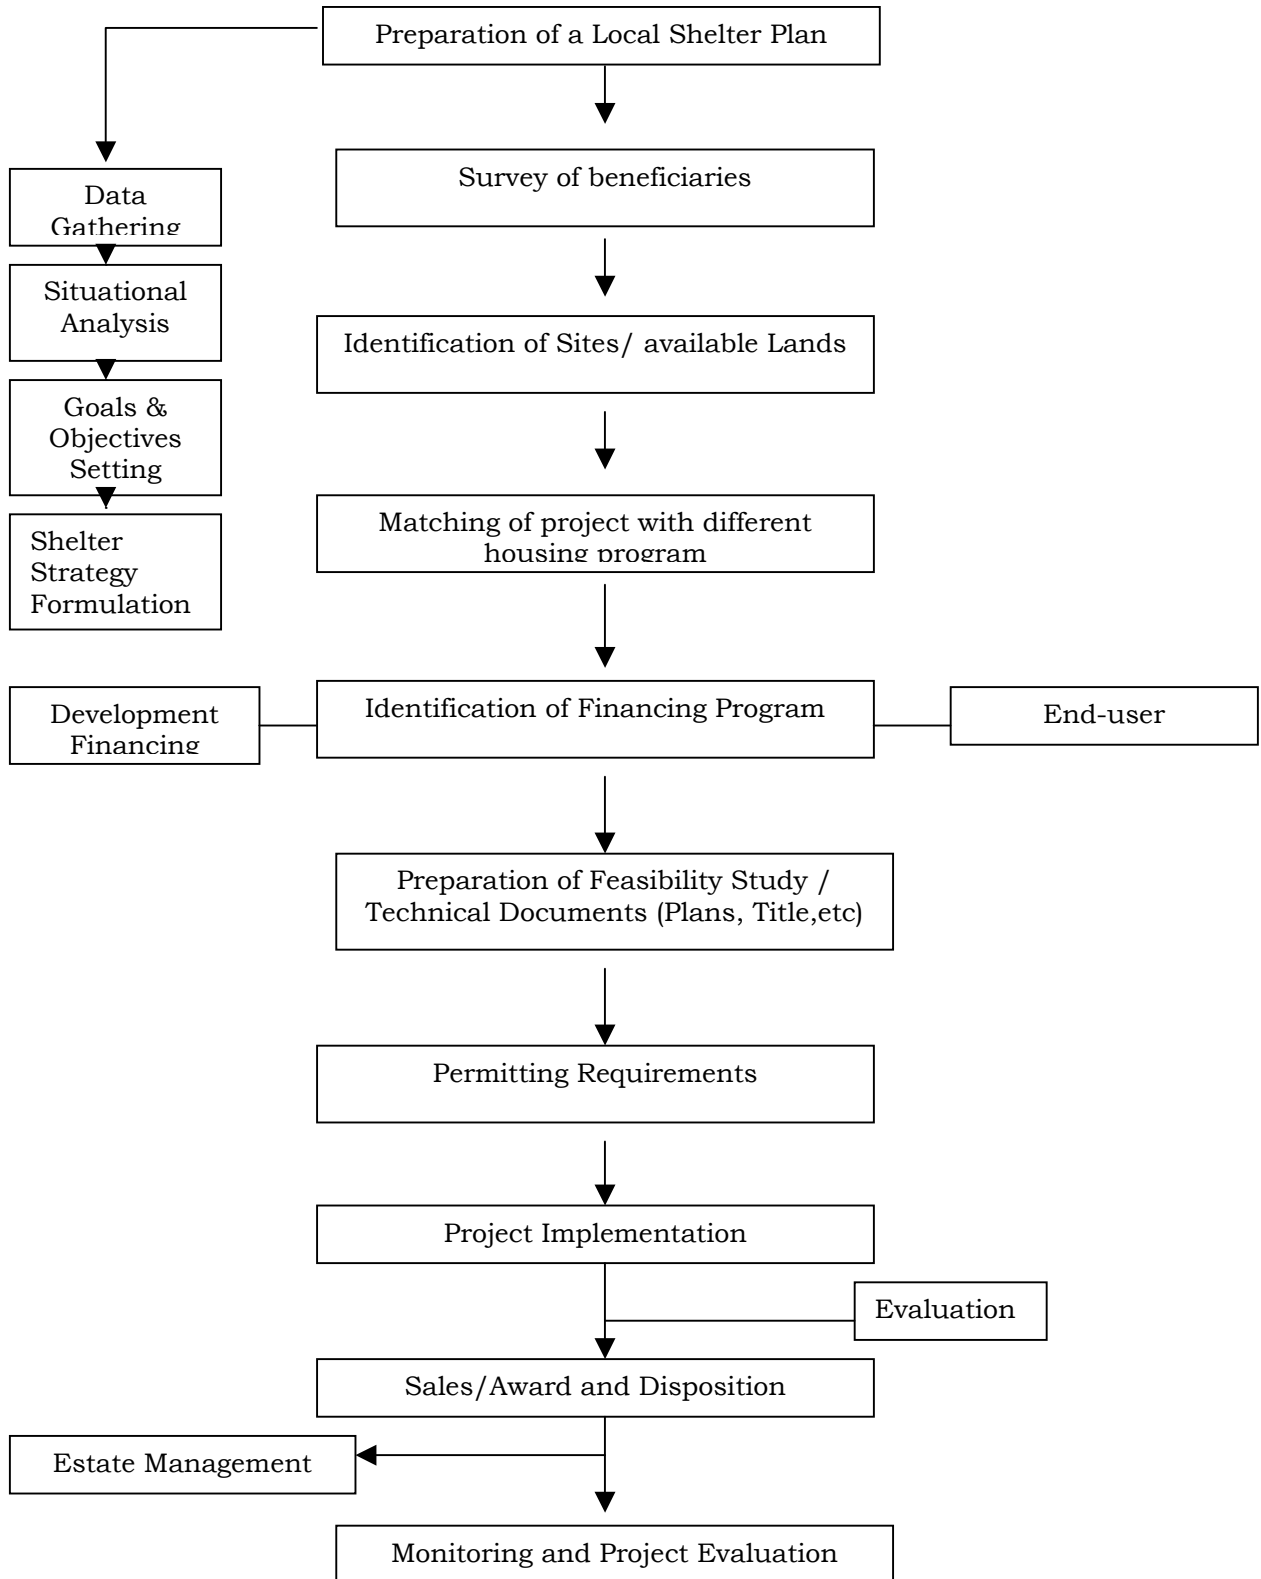 Preparation of a Local Shelter Plan
Survey of beneficiaries
Data
Gathering
Situational
Analysis
Identification of Sites/ available Lands
Goals &
Objectives
Setting
Matching of project with different
housing program
Shelter
Strategy
Formulation
Development
Financing
Identification of Financing Program
End-user
Preparation of Feasibility Study /
Technical Documents (Plans, Title,etc)
Permitting Requirements
Project Implementation
Evaluation
Sales/Award and Disposition
Estate Management
Monitoring and Project Evaluation